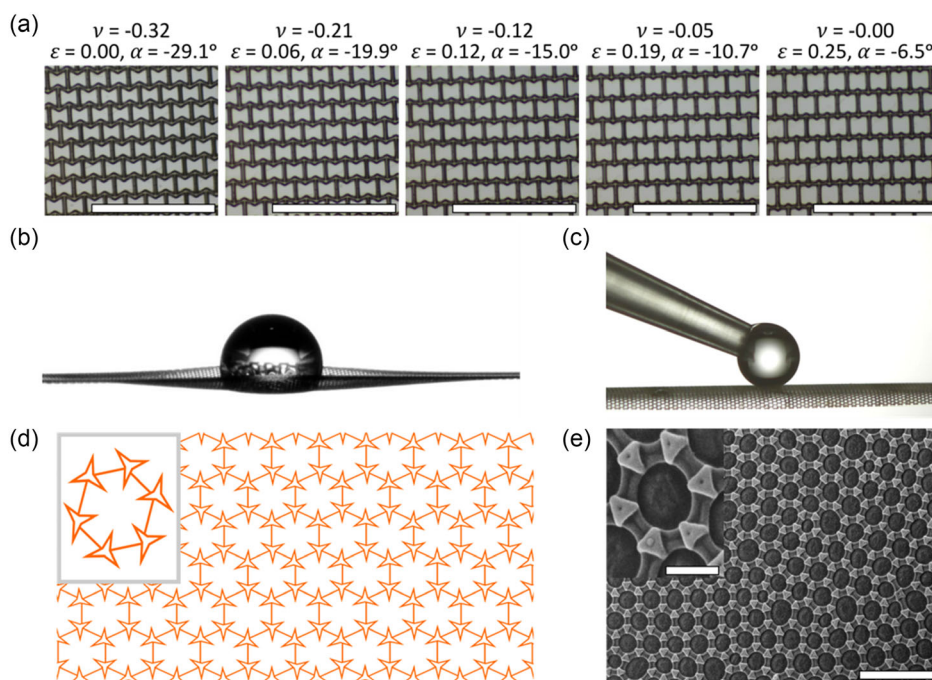 (a)
ν = -0.32
ε = 0.00, α = -29.1°
ν = -0.21
ε = 0.06, α = -19.9°
ν = -0.12
ε = 0.12, α = -15.0°
ν = -0.05
ε = 0.19, α = -10.7°
ν = -0.00
ε = 0.25, α = -6.5°
(b)
(c)
(d)
(e)